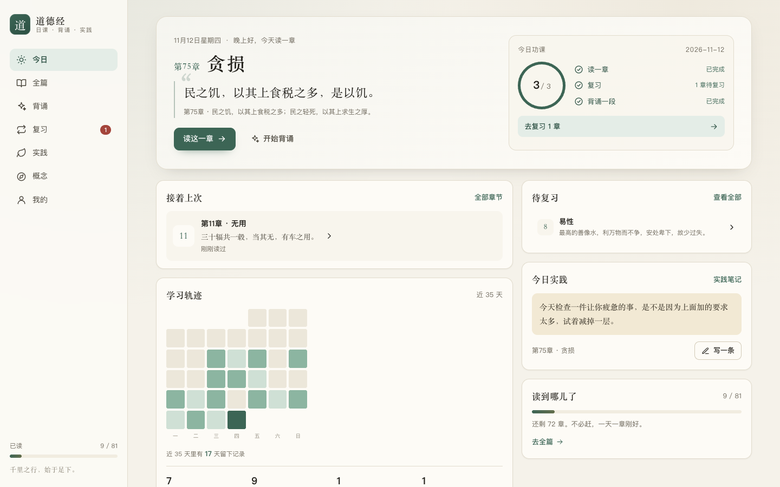 道
道德经
日课 · 背诵 · 实践
今日
全篇
背诵
复习
1
实践
概念
我的
已读
9 / 81
千里之行，始于足下。
11月12日星期四 · 晚上好，今天读一章
第75章 贪损
“
民之饥，以其上食税之多，是以饥。
第75章 · 民之饥，以其上食税之多；民之轻死，以其上求生之厚。
读这一章 →
开始背诵
今日功课
2026-11-12
3 / 3
读一章
已完成
复习
1 章待复习
背诵一段
已完成
去复习 1 章 →
接着上次
全部章节
11
第11章 · 无用
三十辐共一毂，当其无，有车之用。
刚刚读过
学习轨迹
近 35 天
一 二 三 四 五 六 日
近 35 天里有 17 天留下记录
7 9 1 1
待复习
查看全部
8
易性
最高的善像水，利万物而不争，安处卑下，故少过失。
今日实践
实践笔记
今天检查一件让你疲惫的事，是不是因为上面加的要求
太多，试着减掉一层。
第75章 · 贪损
写一条
读到哪儿了
9 / 81
还剩 72 章。不必赶，一天一章刚好。
去全篇 →